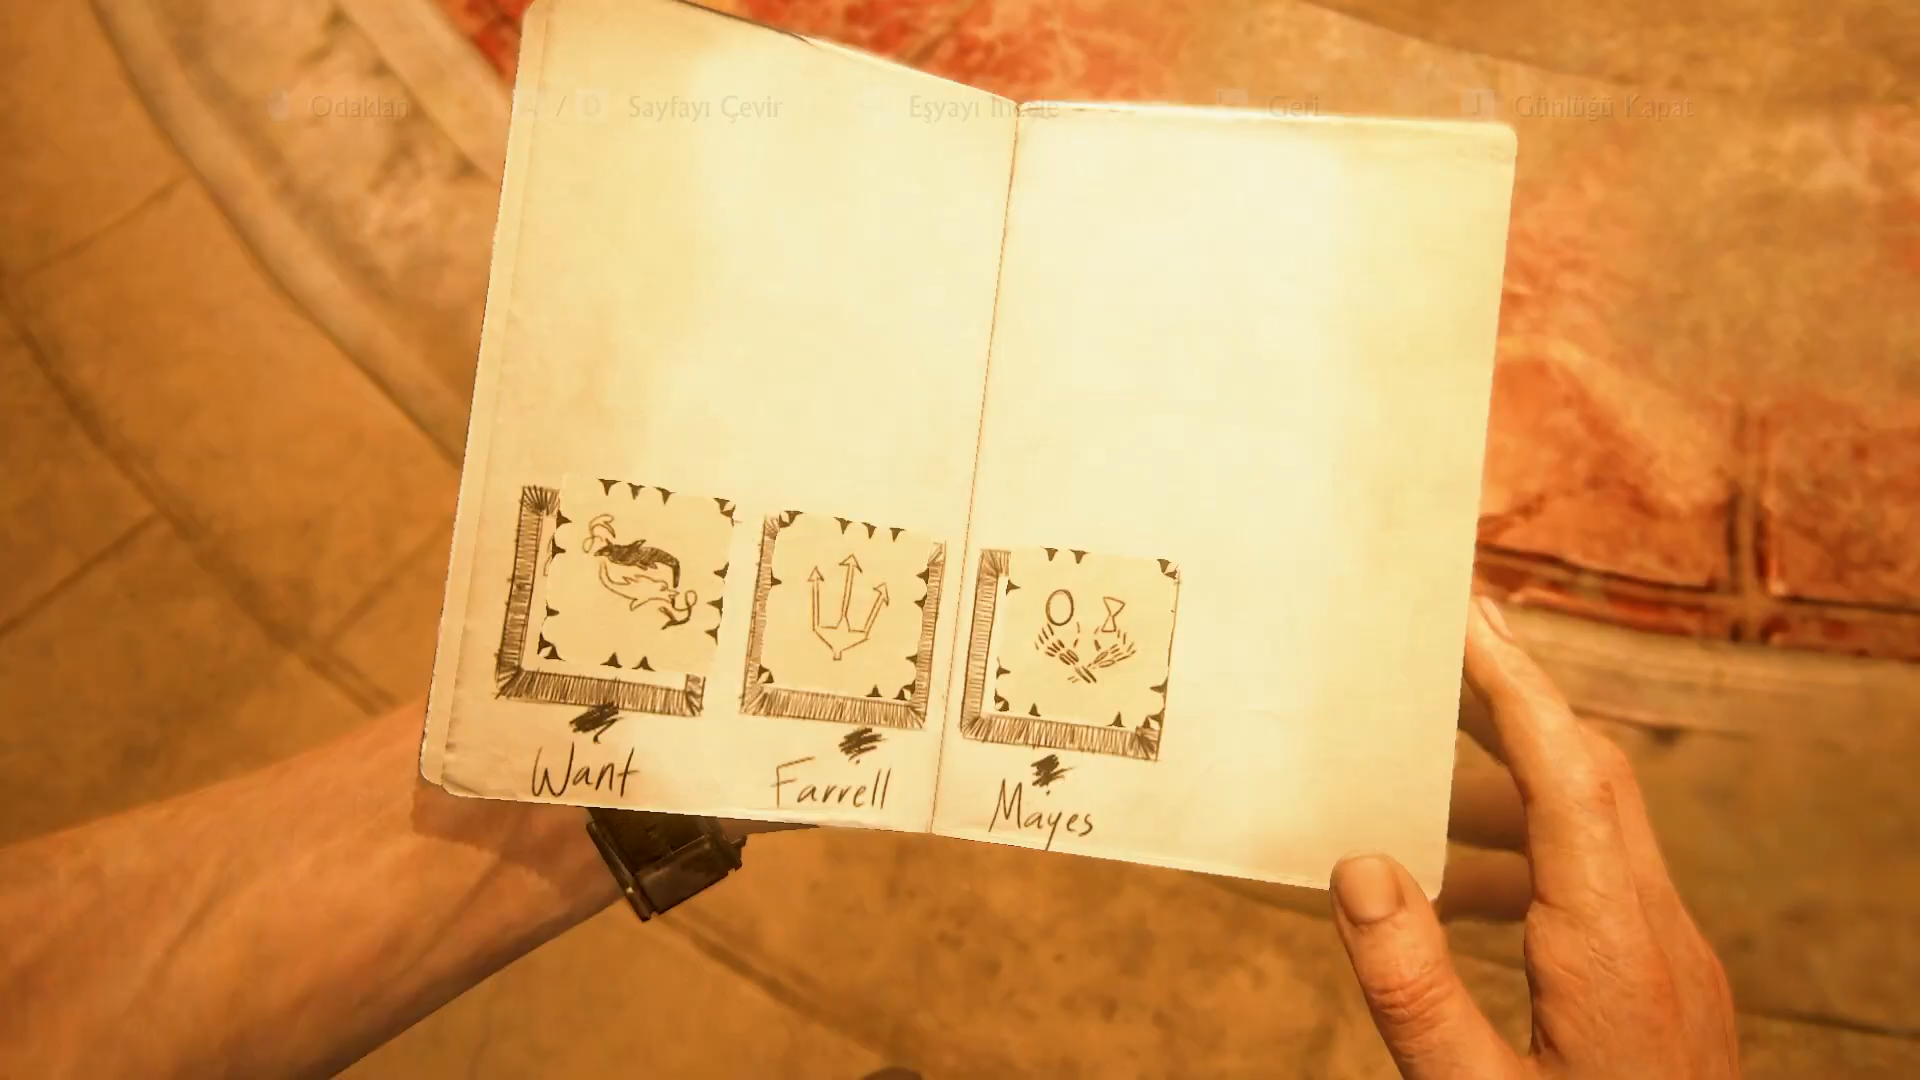 Odaklan / D Sayfayı Çevir Eşyayı İncele Geri J Günlüğü Kapat
Want
Farrell
Mayes